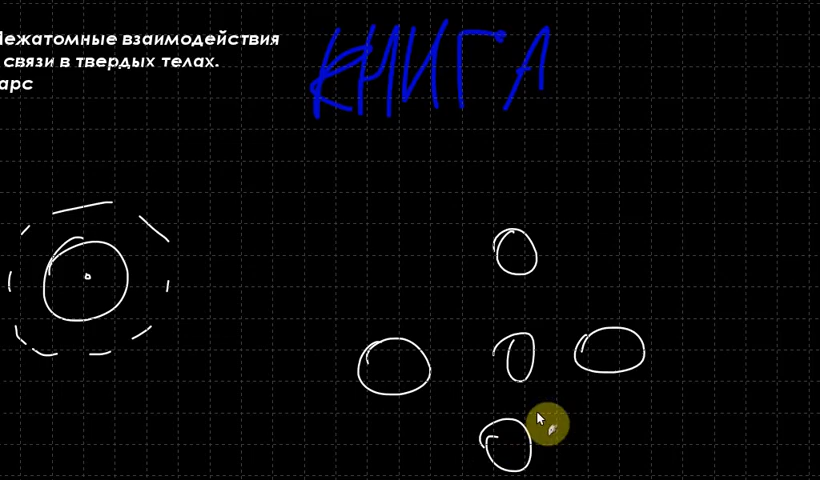 Межатомные взаимодействия
связи в твердых телах.
арс
КНИГА